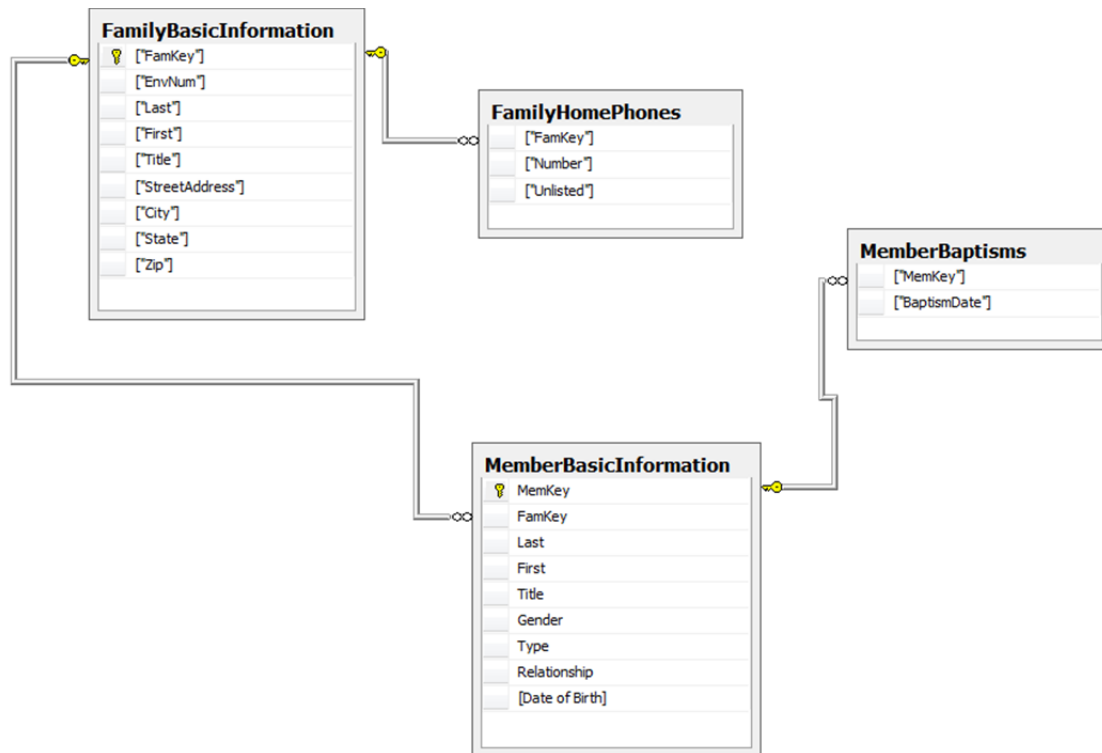 FamilyBasicInformation
["FamKey"]
["EnvNum"]
["Last"]
["First"]
["Title"]
["StreetAddress"]
["City"]
["State"]
["Zip"]
FamilyHomePhones
["FamKey"]
["Number"]
["Unlisted"]
MemberBaptisms
["MemKey"]
["BaptismDate"]
MemberBasicInformation
MemKey
FamKey
Last
First
Title
Gender
Type
Relationship
[Date of Birth]